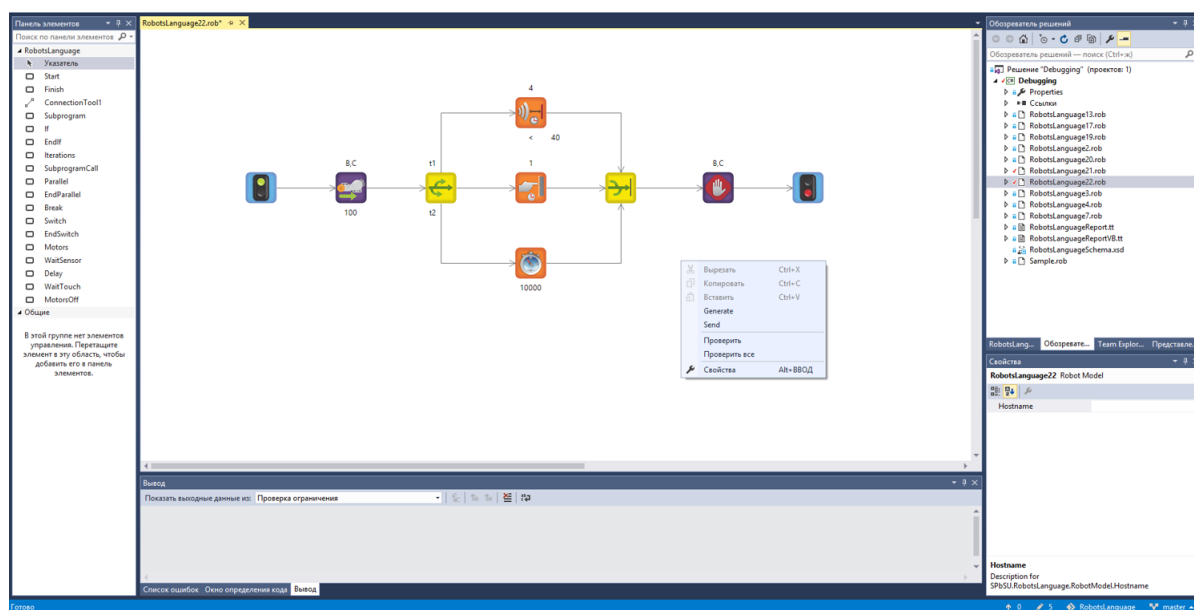 Панель элементов
Поиск по панели элементов
RobotsLanguage
Указатель
Start
Finish
ConnectionTool1
Subprogram
If
EndIf
Iterations
SubprogramCall
Parallel
EndParallel
Break
Switch
EndSwitch
Motors
WaitSensor
Delay
WaitTouch
MotorsOff
Общие
В этой группе нет элементов
управления. Перетащите
элемент в эту область, чтобы
добавить его в панель
элементов.
RobotsLanguage22.rob*
4
< 40
B,C
100
t1
t2
1
10000
B,C
Вырезать Ctrl+X
Копировать Ctrl+C
Вставить Ctrl+V
Generate
Send
Проверить
Проверить все
Свойства Alt+ВВОД
Вывод
Показать выходные данные из: Проверка ограничения
Список ошибок Окно определения кода Вывод
Обозреватель решений
Обозреватель решений — поиск (Ctrl+ж)
Решение "Debugging" (проектов: 1)
Debugging
Properties
Ссылки
RobotsLanguage13.rob
RobotsLanguage17.rob
RobotsLanguage19.rob
RobotsLanguage2.rob
RobotsLanguage20.rob
RobotsLanguage21.rob
RobotsLanguage22.rob
RobotsLanguage3.rob
RobotsLanguage4.rob
RobotsLanguage7.rob
RobotsLanguageReport.tt
RobotsLanguageReportVB.tt
RobotsLanguageSchema.xsd
Sample.rob
RobotsLang... Обозревате... Team Explor... Представле...
Свойства
RobotsLanguage22 Robot Model
Hostname
Hostname
Description for
SPbSU.RobotsLanguage.RobotModel.Hostname
Готово
0 5 RobotsLanguage master